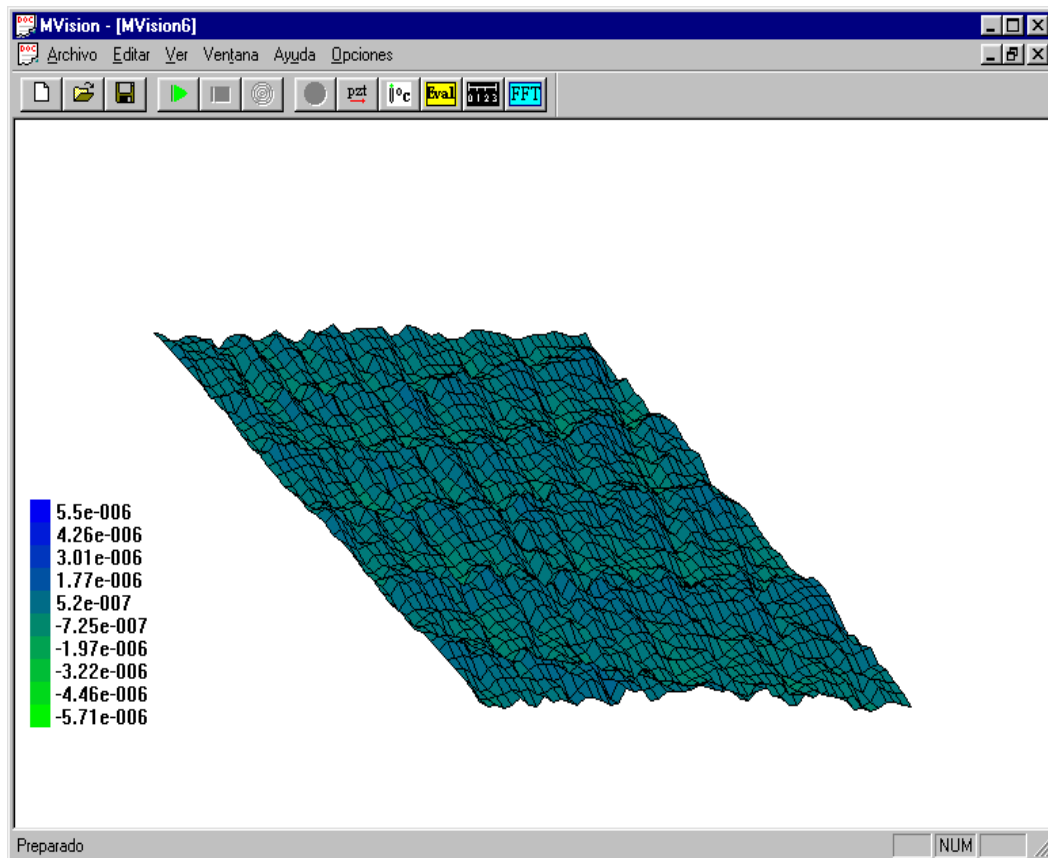 MVision - [MVision6]
Archivo Editar Ver Ventana Ayuda Opciones
pzt ºc Eval 0123 FFT
5.5e-006
4.26e-006
3.01e-006
1.77e-006
5.2e-007
-7.25e-007
-1.97e-006
-3.22e-006
-4.46e-006
-5.71e-006
Preparado NUM